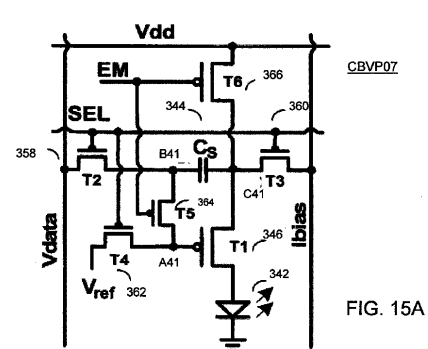 Vdd
CBVP07
EM
T6
366
344
360
SEL
358
B41
CS
T2
C41
T3
364
T5
Vdata
Ibias
T1
346
T4
A41
342
Vref
362
FIG. 15A